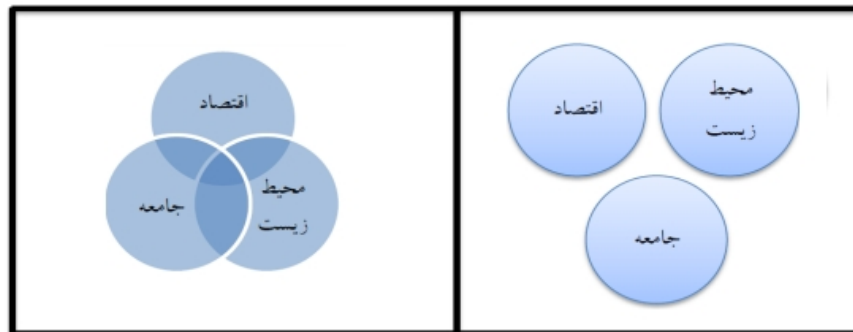 محیط
زیست
اقتصاد
جامعه
اقتصاد
محیط
زیست
جامعه